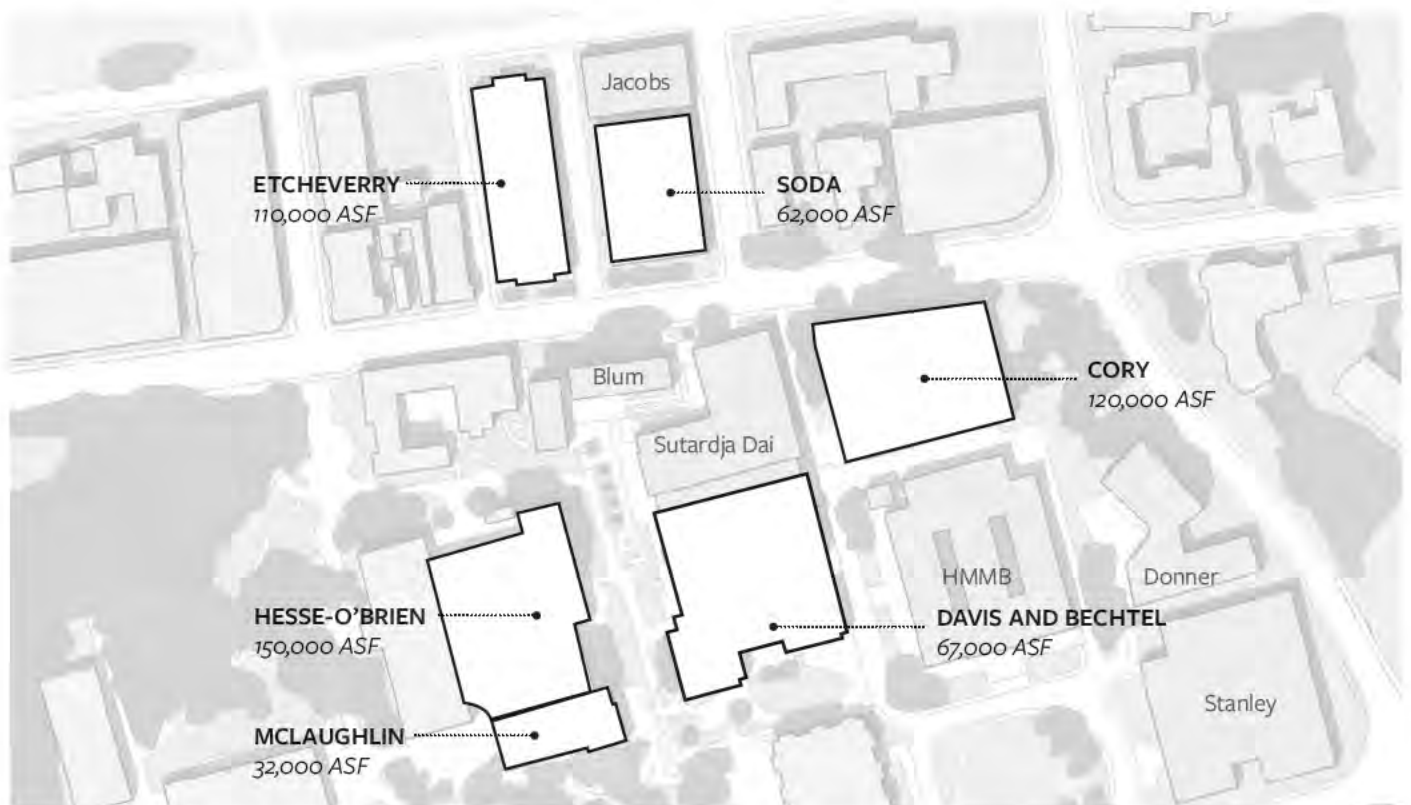 Jacobs
ETCHEVERRY
110,000 ASF
SODA
62,000 ASF
Blum
CORY
120,000 ASF
Sutardja Dai
HMMB
Donner
HESSE-O’BRIEN
150,000 ASF
DAVIS AND BECHTEL
67,000 ASF
Stanley
MCLAUGHLIN
32,000 ASF